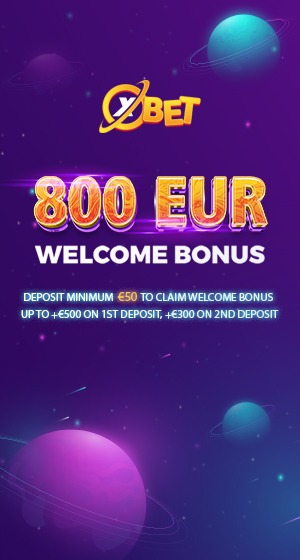 OyBET
800 EUR
WELCOME BONUS
DEPOSIT MINIMUM €50 TO CLAIM WELCOME BONUS
UP TO +€500 ON 1ST DEPOSIT, +€300 ON 2ND DEPOSIT